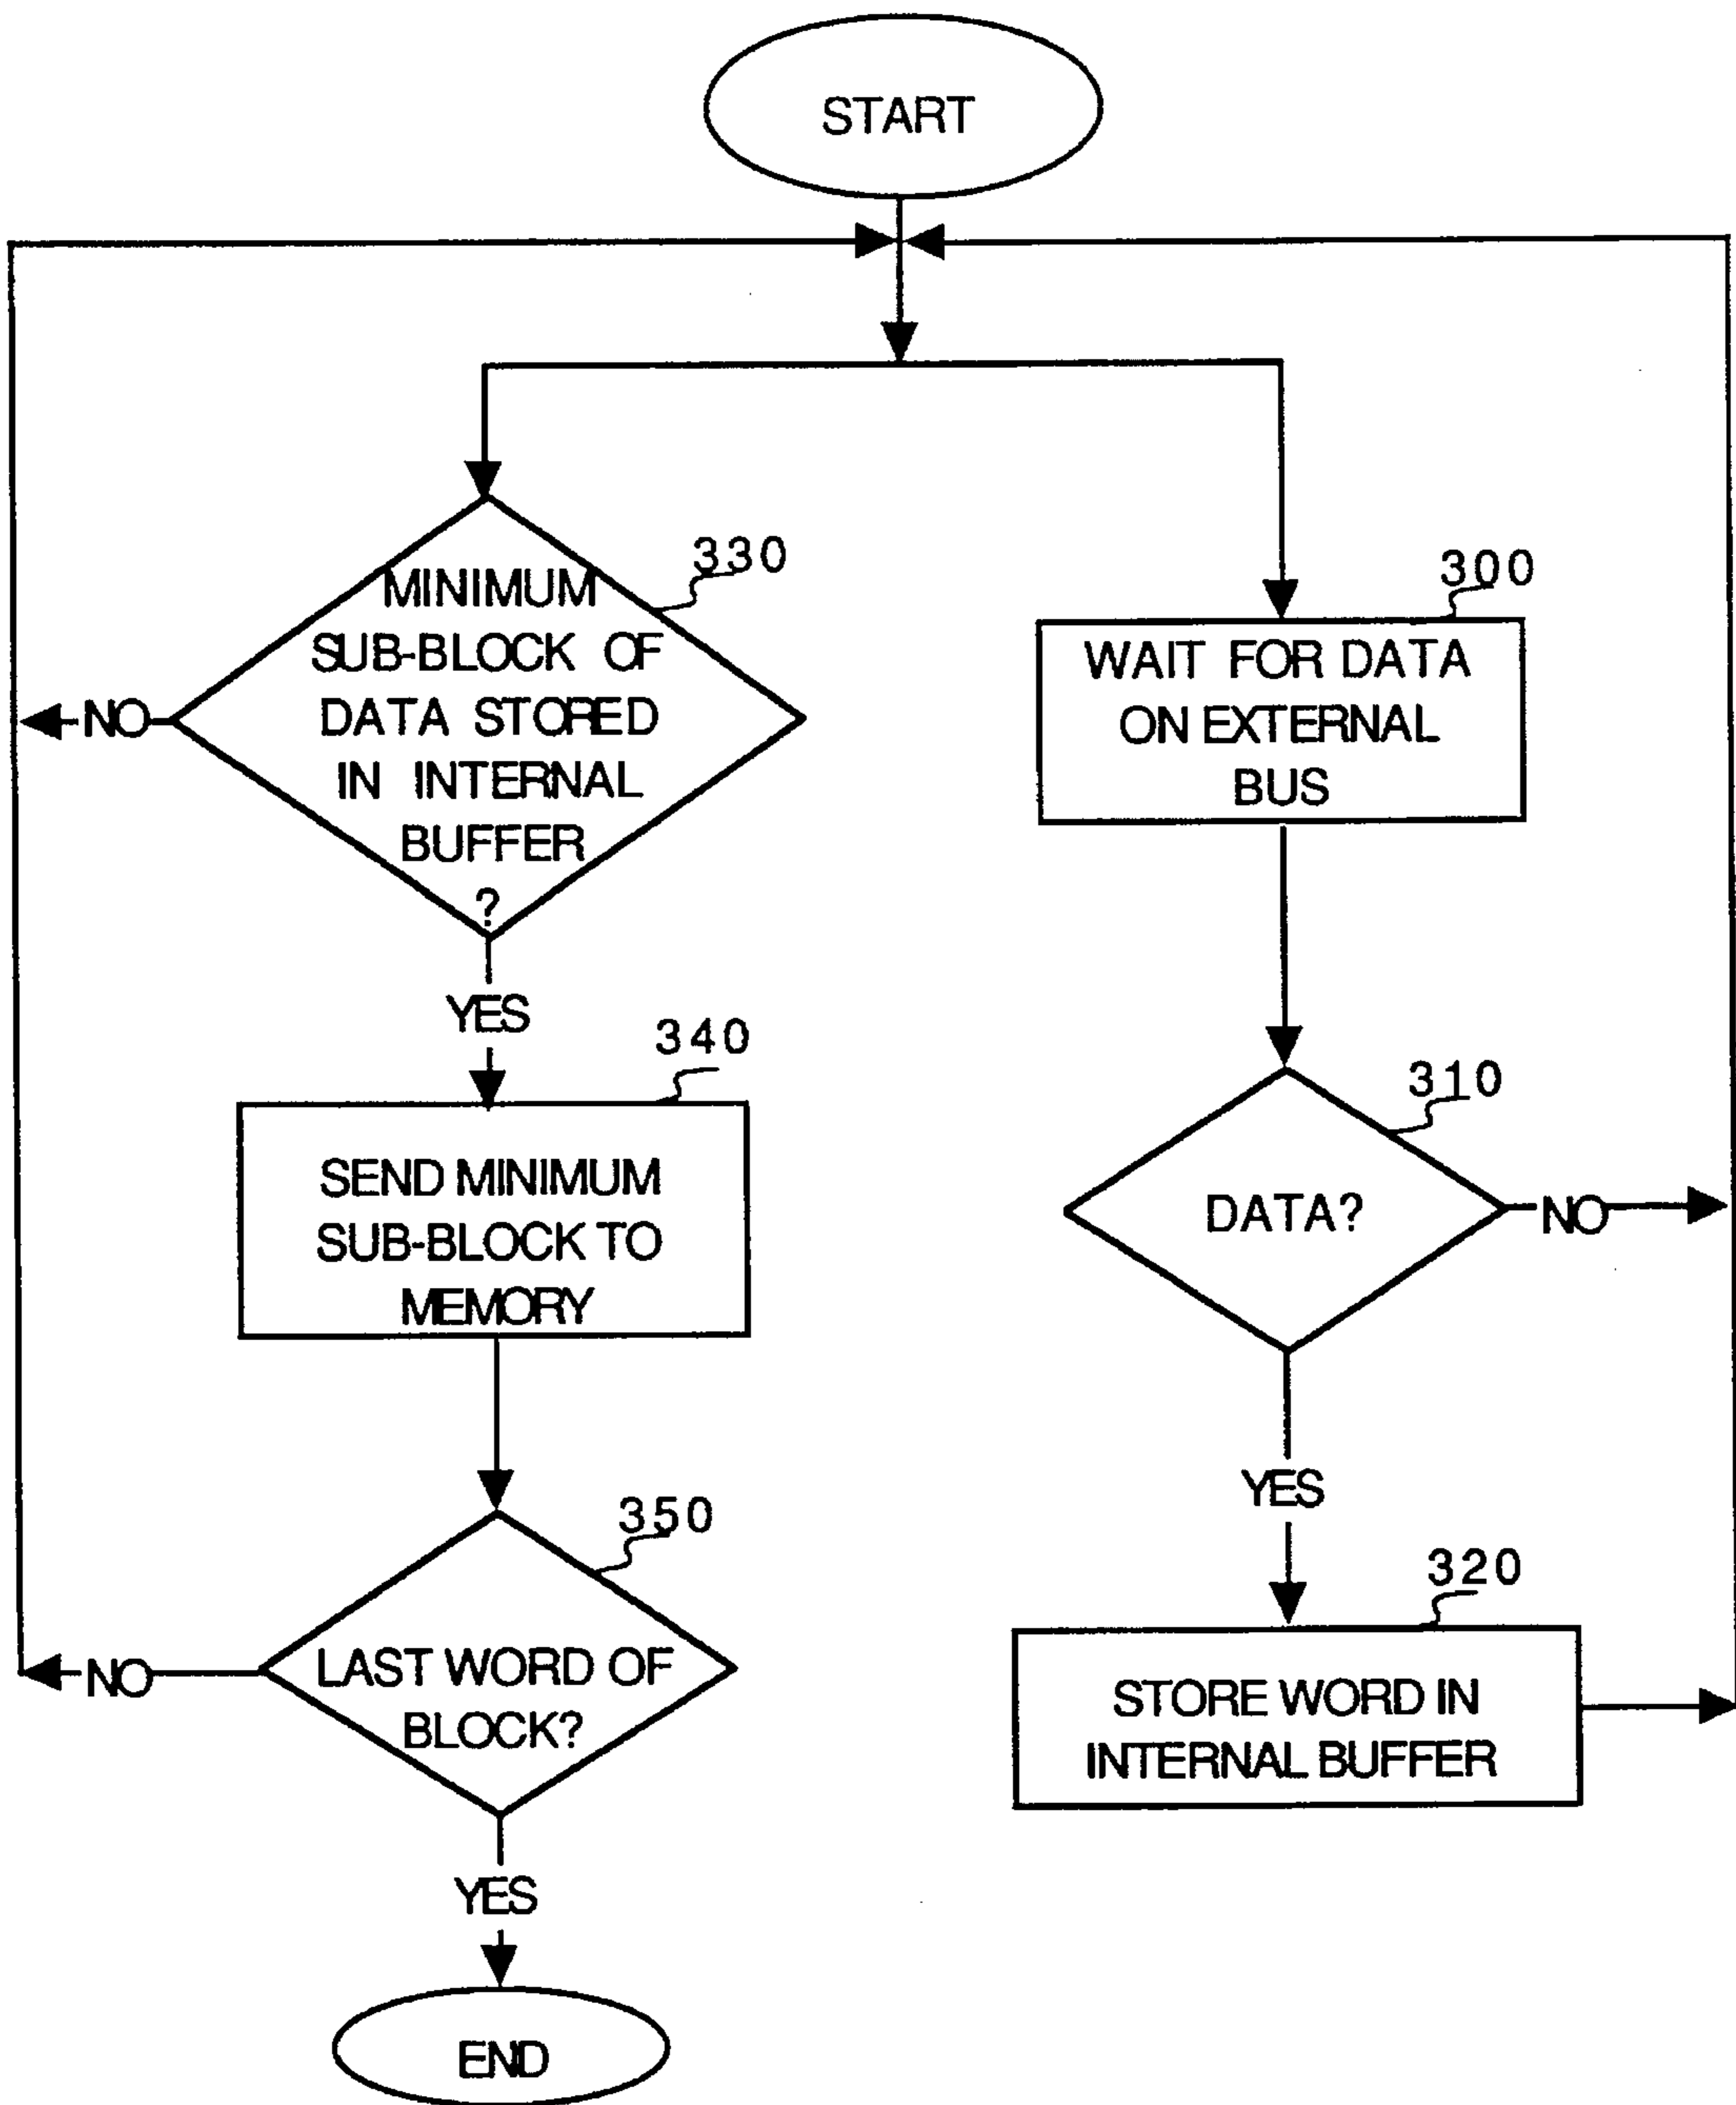 START
330
MINIMUM
SUB-BLOCK OF
DATA STORED
IN INTERNAL
BUFFER
?
NO
YES
340
SEND MINIMUM
SUB-BLOCK TO
MEMORY
350
LAST WORD OF
BLOCK?
NO
YES
END
300
WAIT FOR DATA
ON EXTERNAL
BUS
310
DATA?
NO
YES
320
STORE WORD IN
INTERNAL BUFFER